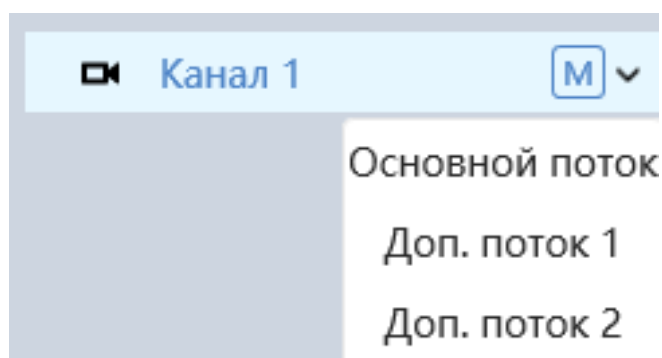 Канал 1 M
Основной поток
Доп. поток 1
Доп. поток 2